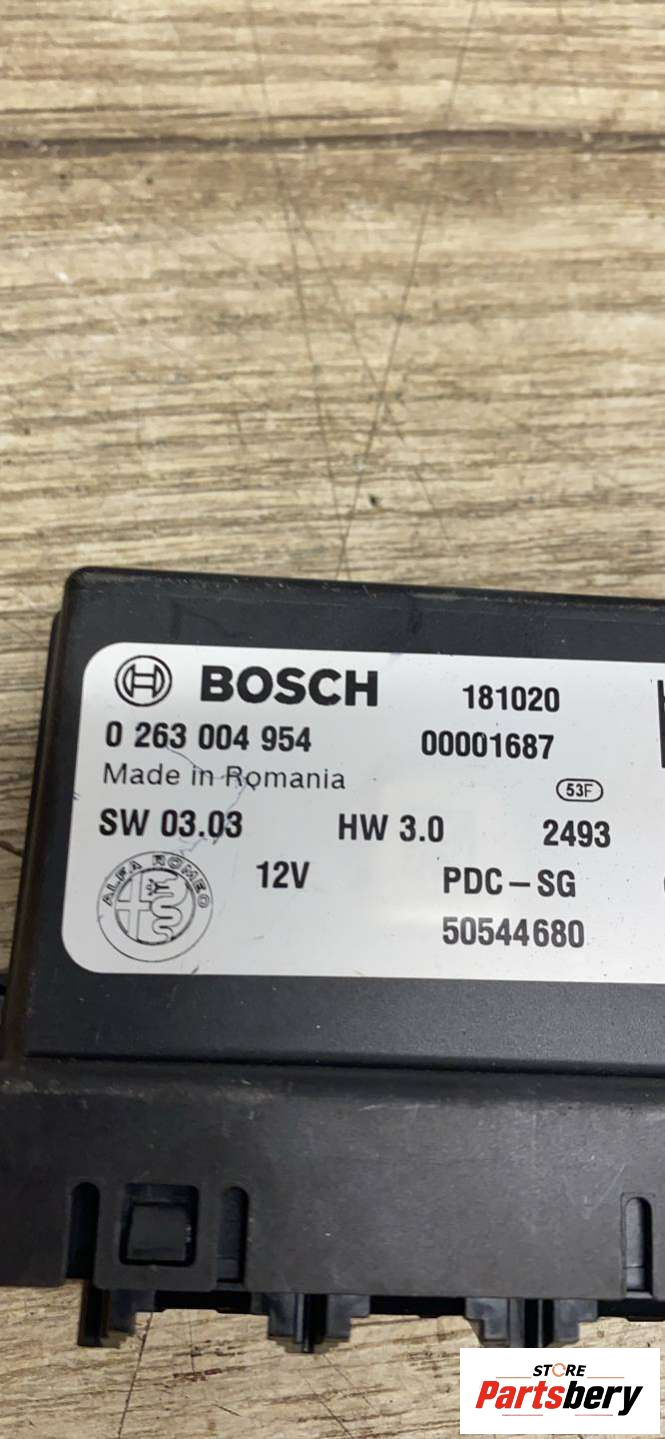 BOSCH 181020
0 263 004 954 00001687
Made in Romania 53F
SW 03.03 HW 3.0 2493
ALFA ROMEO
12V PDC-SG
50544680
STORE
Partsbery